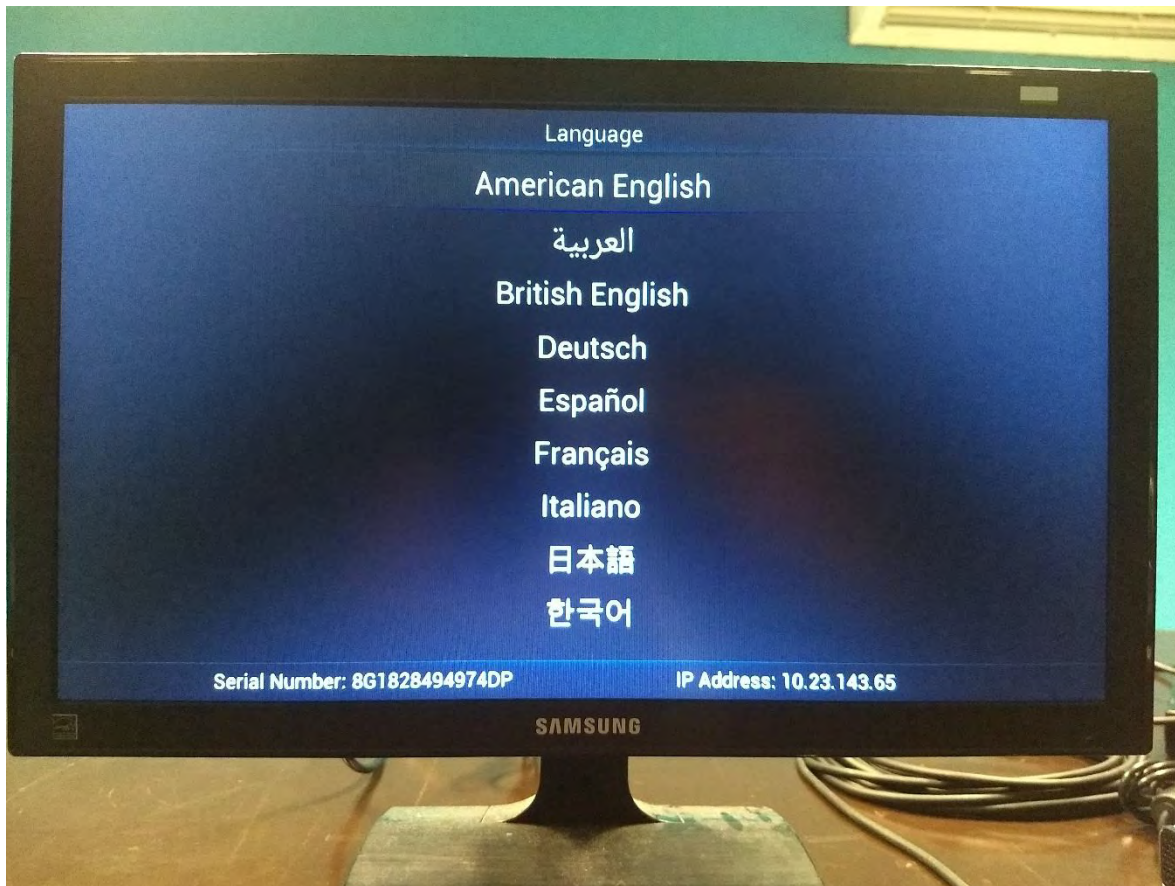 Language
American English
العربية
British English
Deutsch
Español
Français
Italiano
日本語
한국어
Serial Number: 8G1828494974DP IP Address: 10.23.143.65
SAMSUNG